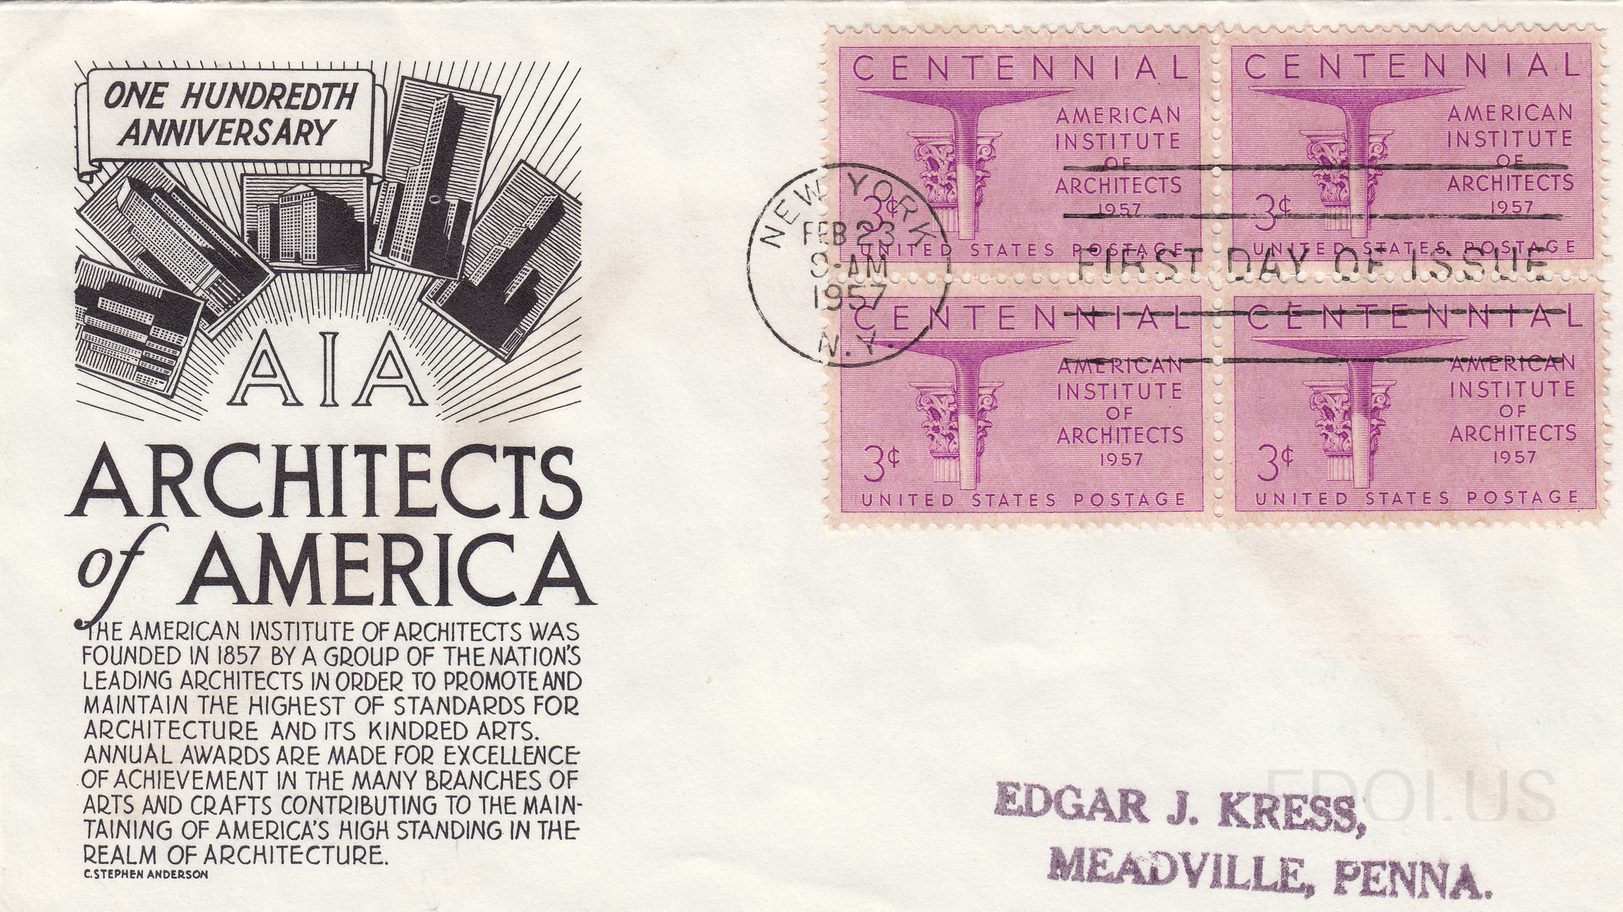 ONE HUNDREDTH
ANNIVERSARY
AIA
ARCHITECTS
of AMERICA
THE AMERICAN INSTITUTE OF ARCHITECTS WAS
FOUNDED IN 1857 BY A GROUP OF THE NATION'S
LEADING ARCHITECTS IN ORDER TO PROMOTE AND
MAINTAIN THE HIGHEST OF STANDARDS FOR
ARCHITECTURE AND ITS KINDRED ARTS.
ANNUAL AWARDS ARE MADE FOR EXCELLENCE
OF ACHIEVEMENT IN THE MANY BRANCHES OF
ARTS AND CRAFTS CONTRIBUTING TO THE MAIN-
TAINING OF AMERICA'S HIGH STANDING IN THE
REALM OF ARCHITECTURE.
C. STEPHEN ANDERSON
NEW YORK
FEB 23
9-AM
1957
N.Y.
FIRST DAY OF ISSUE
CENTENNIAL
AMERICAN
INSTITUTE
OF
ARCHITECTS
1957
3¢
UNITED STATES POSTAGE
CENTENNIAL
AMERICAN
INSTITUTE
OF
ARCHITECTS
1957
3¢
UNITED STATES POSTAGE
CENTENNIAL
AMERICAN
INSTITUTE
OF
ARCHITECTS
1957
3¢
UNITED STATES POSTAGE
CENTENNIAL
AMERICAN
INSTITUTE
OF
ARCHITECTS
1957
3¢
UNITED STATES POSTAGE
EDGAR J. KRESS,
MEADVILLE, PENNA.